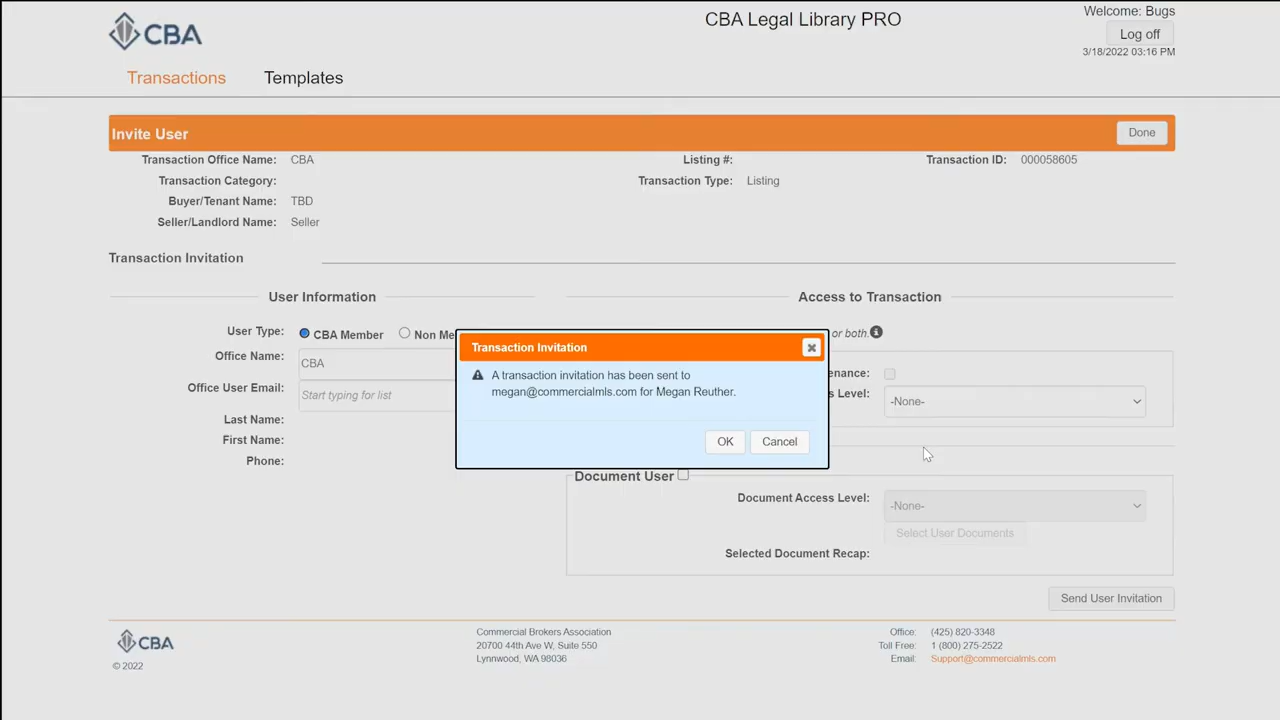 CBA
CBA Legal Library PRO
Welcome: Bugs
Log off
3/18/2022 03:16 PM
Transactions
Templates
Invite User
Done
Transaction Office Name: CBA
Listing #:
Transaction ID: 000058605
Transaction Category:
Transaction Type: Listing
Buyer/Tenant Name: TBD
Seller/Landlord Name: Seller
Transaction Invitation
User Information
Access to Transaction
User Type: CBA Member Non Me
or both.
Office Name: CBA
Office User Email: Start typing for list
Last Name:
First Name:
Phone:
Transaction Invitation
A transaction invitation has been sent to
megan@commercialmls.com for Megan Reuther.
OK
Cancel
enance:
s Level: -None-
Document User
Document Access Level: -None-
Select User Documents
Selected Document Recap:
Send User Invitation
CBA
© 2022
Commercial Brokers Association
20700 44th Ave W, Suite 550
Lynnwood, WA 98036
Office: (425) 820-3348
Toll Free: 1 (800) 275-2522
Email: Support@commercialmls.com